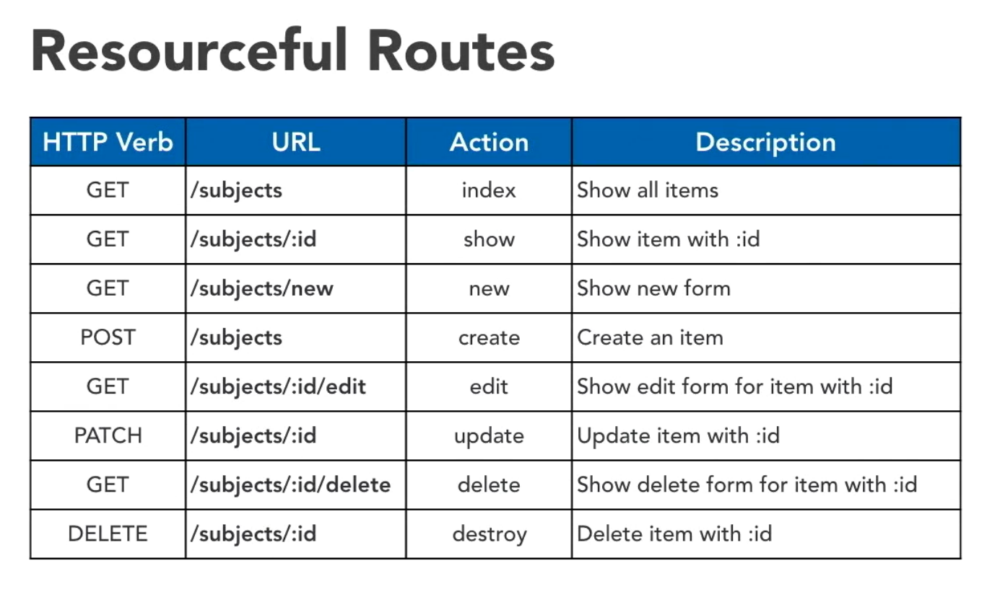 Resourceful Routes
HTTP Verb URL Action Description
GET /subjects index Show all items
GET /subjects/:id show Show item with :id
GET /subjects/new new Show new form
POST /subjects create Create an item
GET /subjects/:id/edit edit Show edit form for item with :id
PATCH /subjects/:id update Update item with :id
GET /subjects/:id/delete delete Show delete form for item with :id
DELETE /subjects/:id destroy Delete item with :id